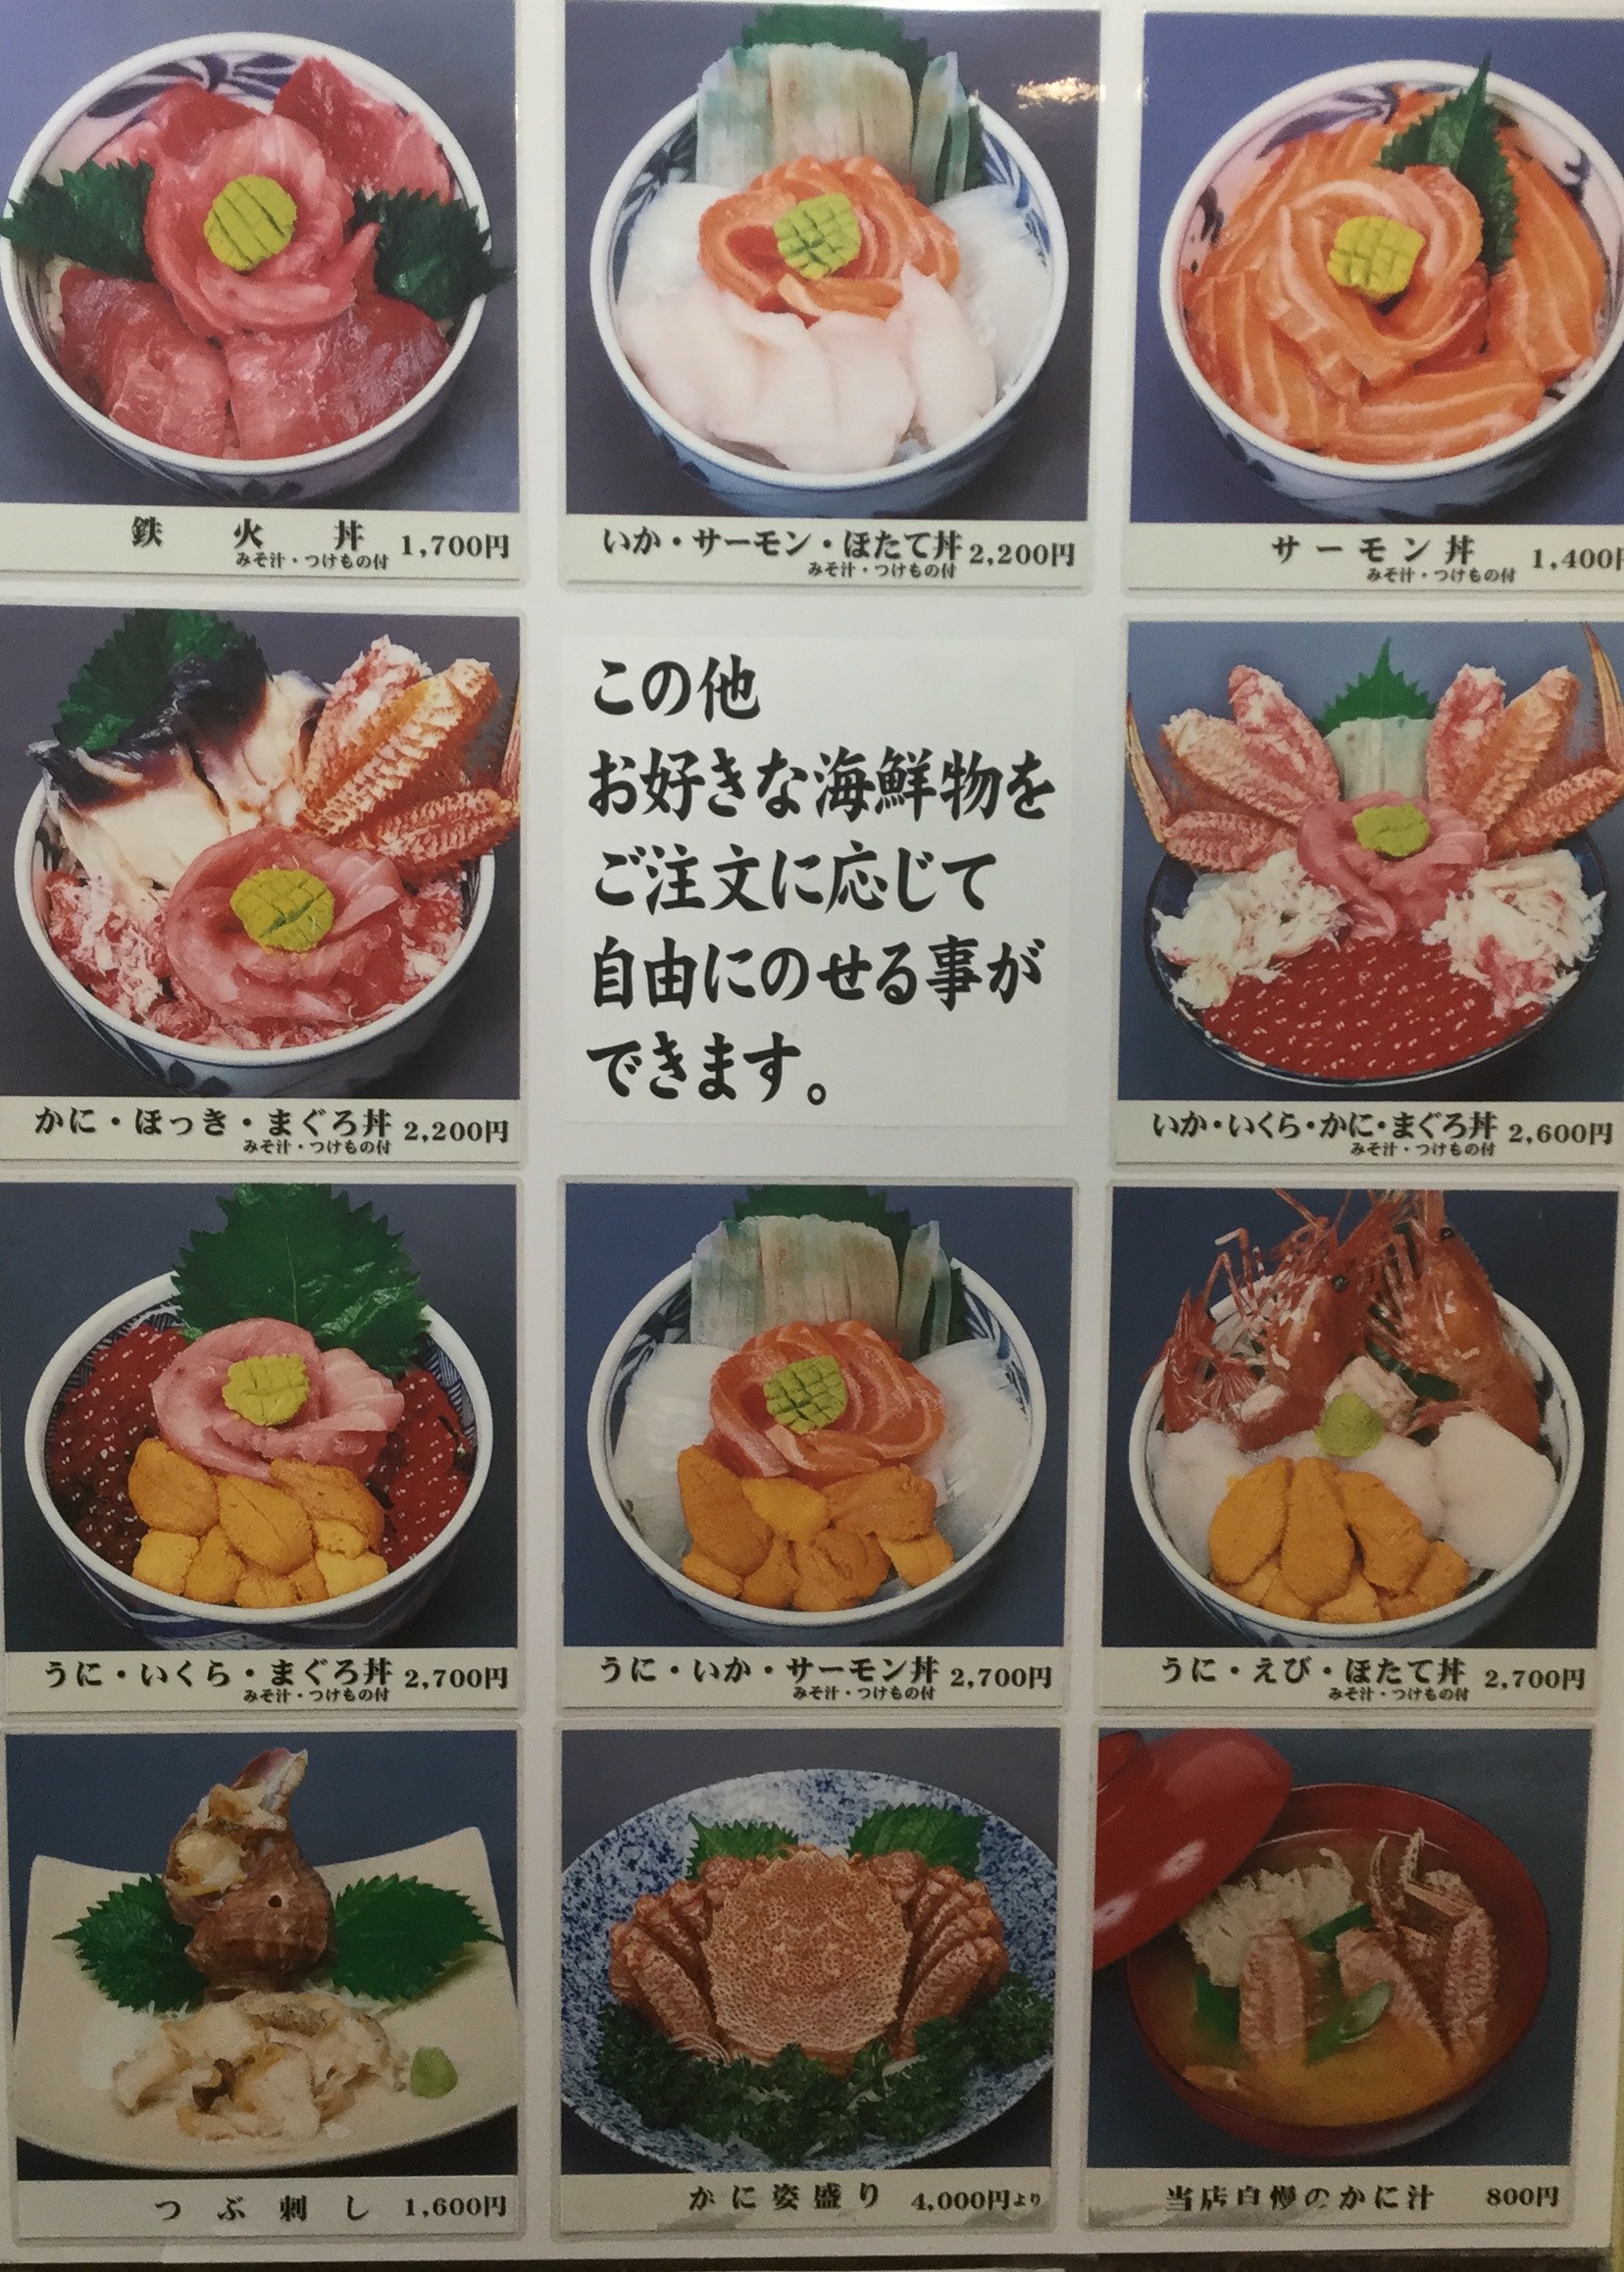 鉄火丼 1,700円
みそ汁・つけもの付
いか・サーモン・ほたて丼 2,200円
みそ汁・つけもの付
サーモン丼 1,400円
みそ汁・つけもの付
かに・ほっき・まぐろ丼 2,200円
みそ汁・つけもの付
この他
お好きな海鮮物を
ご注文に応じて
自由にのせる事が
できます。
いか・いくら・かに・まぐろ丼 2,600円
みそ汁・つけもの付
うに・いくら・まぐろ丼 2,700円
みそ汁・つけもの付
うに・いか・サーモン丼 2,700円
みそ汁・つけもの付
うに・えび・ほたて丼 2,700円
みそ汁・つけもの付
つぶ刺し 1,600円
かに姿盛り 4,000円より
当店自慢のかに汁 800円